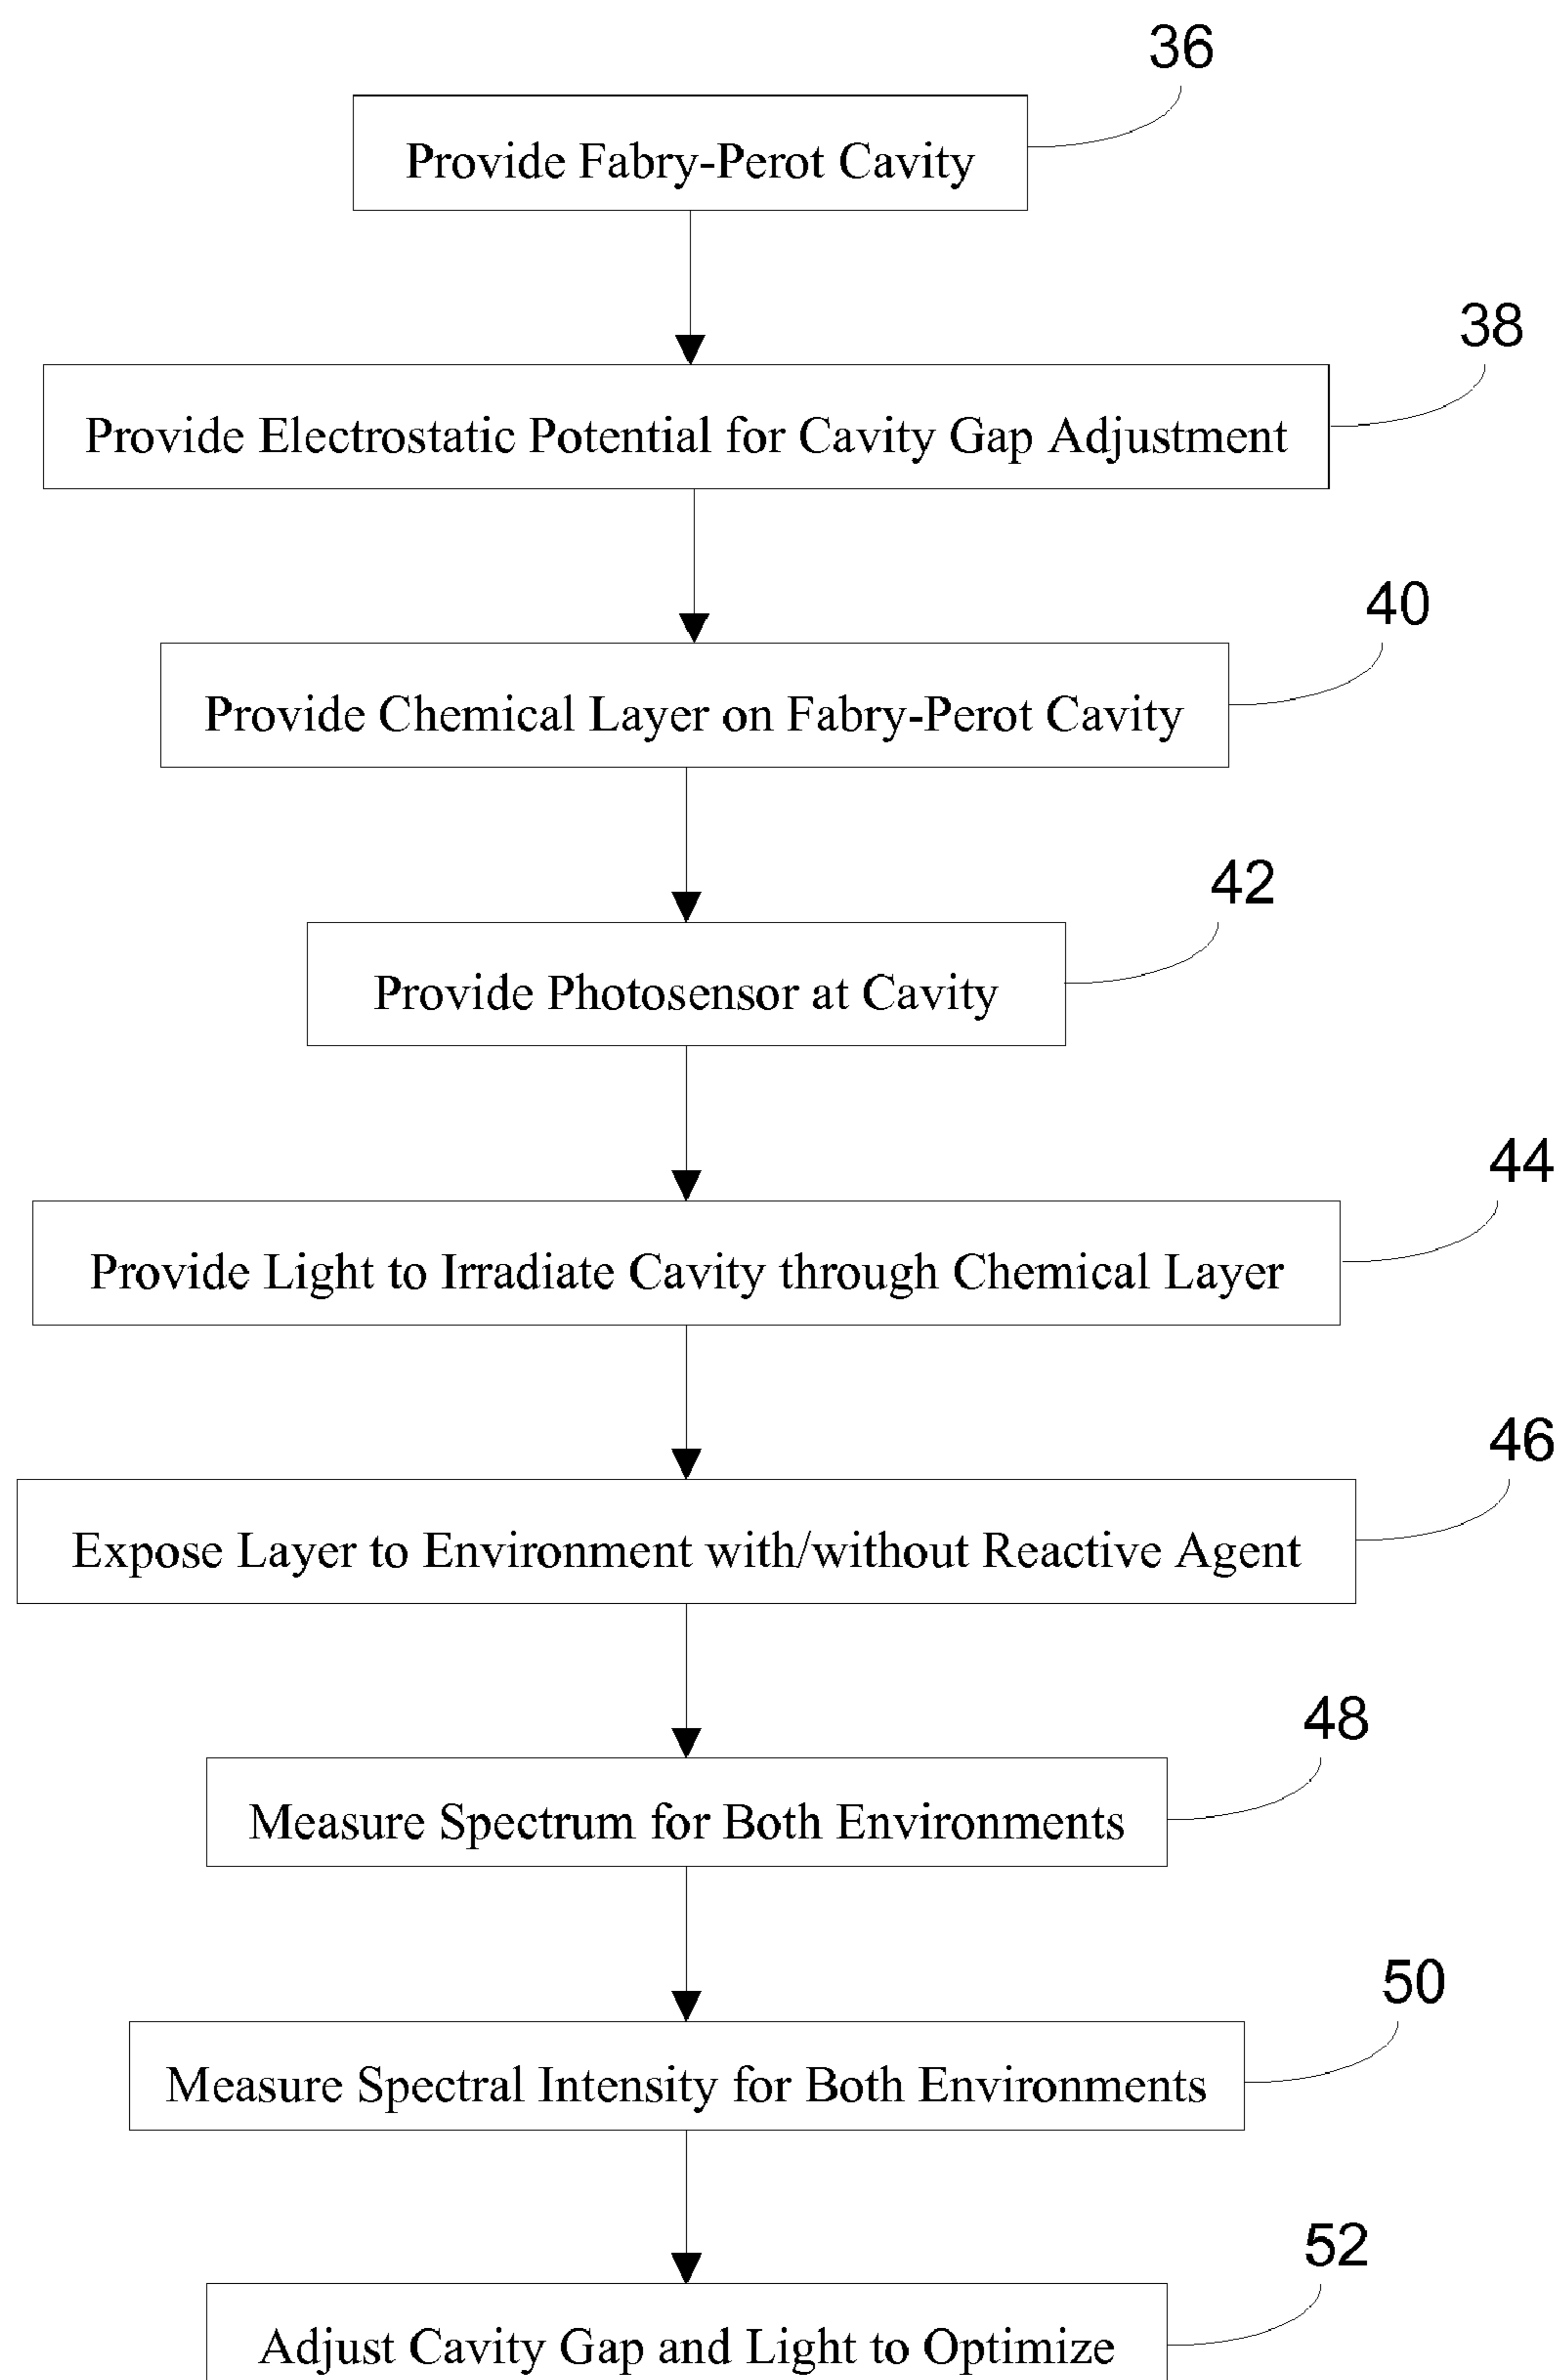 36
Provide Fabry-Perot Cavity
38
Provide Electrostatic Potential for Cavity Gap Adjustment
40
Provide Chemical Layer on Fabry-Perot Cavity
42
Provide Photosensor at Cavity
44
Provide Light to Irradiate Cavity through Chemical Layer
46
Expose Layer to Environment with/without Reactive Agent
48
Measure Spectrum for Both Environments
50
Measure Spectral Intensity for Both Environments
52
Adjust Cavity Gap and Light to Optimize